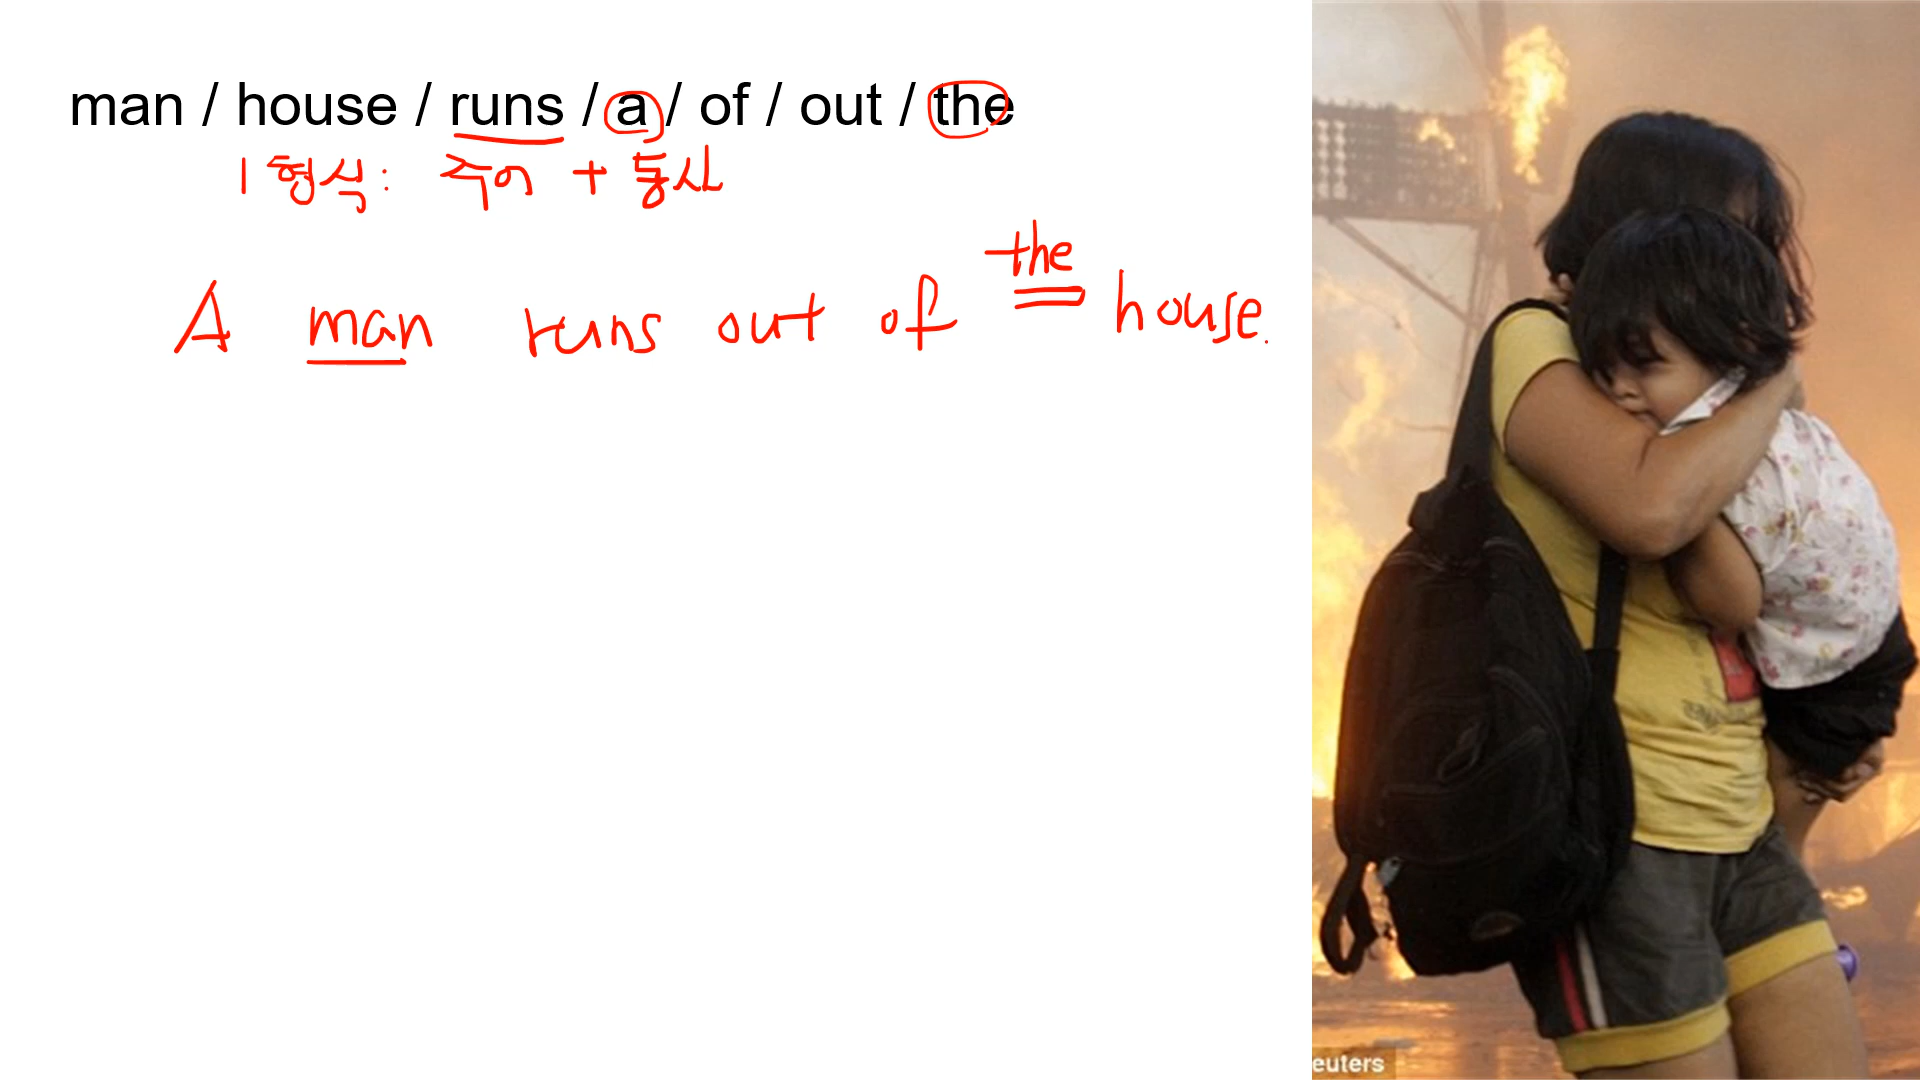 man / house / runs / a / of / out / the
1 형식: 주어 + 동사
A man runs out of the house.
euters